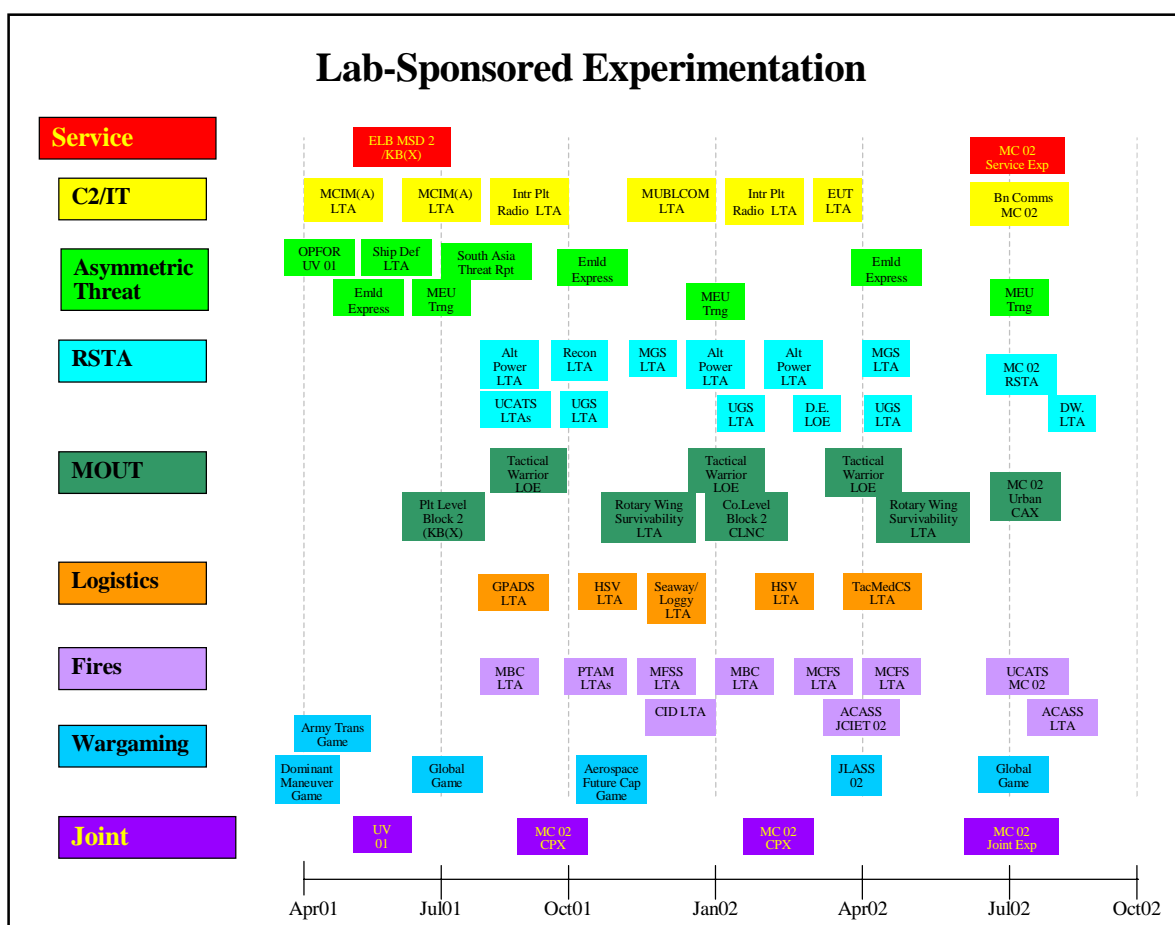 Lab-Sponsored Experimentation
Service
ELB MSD 2
/KB(X)
MC 02
Service Exp
C2/IT
MCIM(A)
LTA
MCIM(A)
LTA
Intr Plt
Radio LTA
MUBLCOM
LTA
Intr Plt
Radio LTA
EUT
LTA
Bn Comms
MC 02
Asymmetric
Threat
OPFOR
UV 01
Ship Def
LTA
South Asia
Threat Rpt
Emld
Express
Emld
Express
Emld
Express
MEU
Trng
MEU
Trng
MEU
Trng
RSTA
Alt
Power
LTA
Recon
LTA
MGS
LTA
Alt
Power
LTA
Alt
Power
LTA
MGS
LTA
MC 02
RSTA
UCATS
LTAs
UGS
LTA
UGS
LTA
D.E.
LOE
UGS
LTA
DW.
LTA
MOUT
Tactical
Warrior
LOE
Tactical
Warrior
LOE
Tactical
Warrior
LOE
MC 02
Urban
CAX
Plt Level
Block 2
(KB(X)
Rotary Wing
Survivability
LTA
Co.Level
Block 2
CLNC
Rotary Wing
Survivability
LTA
Logistics
GPADS
LTA
HSV
LTA
Seaway/
Loggy
LTA
HSV
LTA
TacMedCS
LTA
Fires
MBC
LTA
PTAM
LTAs
MFSS
LTA
MBC
LTA
MCFS
LTA
MCFS
LTA
UCATS
MC 02
CID LTA
ACASS
JCIET 02
ACASS
LTA
Wargaming
Army Trans
Game
Dominant
Maneuver
Game
Global
Game
Aerospace
Future Cap
Game
JLASS
02
Global
Game
Joint
UV
01
MC 02
CPX
MC 02
CPX
MC 02
Joint Exp
Apr01 Jul01 Oct01 Jan02 Apr02 Jul02 Oct02